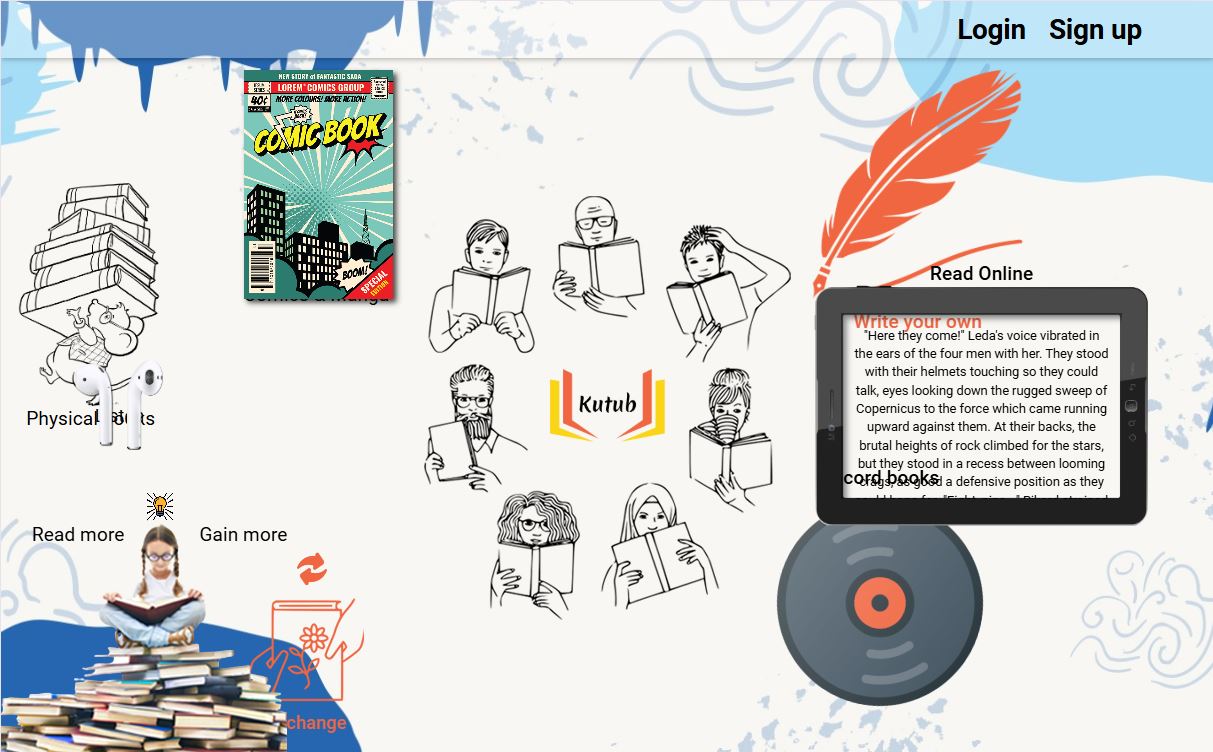 Login Sign up
NEW STORY of FANTASTIC SAGA
LOREM COMICS GROUP
40¢
MORE COLOURS! MORE ACTION!
COMIC BOOK
BOOM!
SPECIAL
EDITION
Read Online
Write your own
"Here they come!" Leda's voice vibrated in
the ears of the four men with her. They stood
with their helmets touching so they could
talk, eyes looking down the rugged sweep of
Copernicus to the force which came running
upward against them. At their backs, the
brutal heights of rock climbed for the stars,
but they stood in a recess between looming
crags, as good a defensive position as they
cord books
Kutub
Physical
Read more
Gain more
change